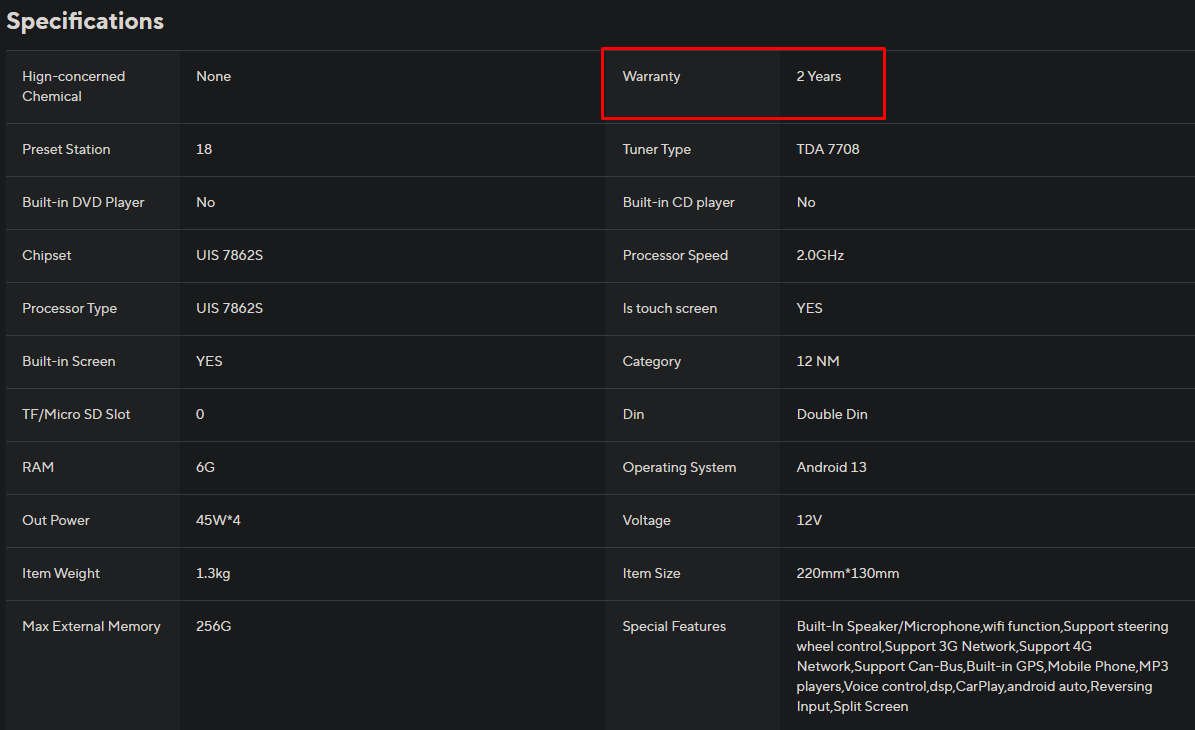 Specifications
Hign-concerned
Chemical
None
Warranty
2 Years
Preset Station
18
Tuner Type
TDA 7708
Built-in DVD Player
No
Built-in CD player
No
Chipset
UIS 7862S
Processor Speed
2.0GHz
Processor Type
UIS 7862S
Is touch screen
YES
Built-in Screen
YES
Category
12 NM
TF/Micro SD Slot
0
Din
Double Din
RAM
6G
Operating System
Android 13
Out Power
45W*4
Voltage
12V
Item Weight
1.3kg
Item Size
220mm*130mm
Max External Memory
256G
Special Features
Built-In Speaker/Microphone,wifi function,Support steering
wheel control,Support 3G Network,Support 4G
Network,Support Can-Bus,Built-in GPS,Mobile Phone,MP3
players,Voice control,dsp,CarPlay,android auto,Reversing
Input,Split Screen